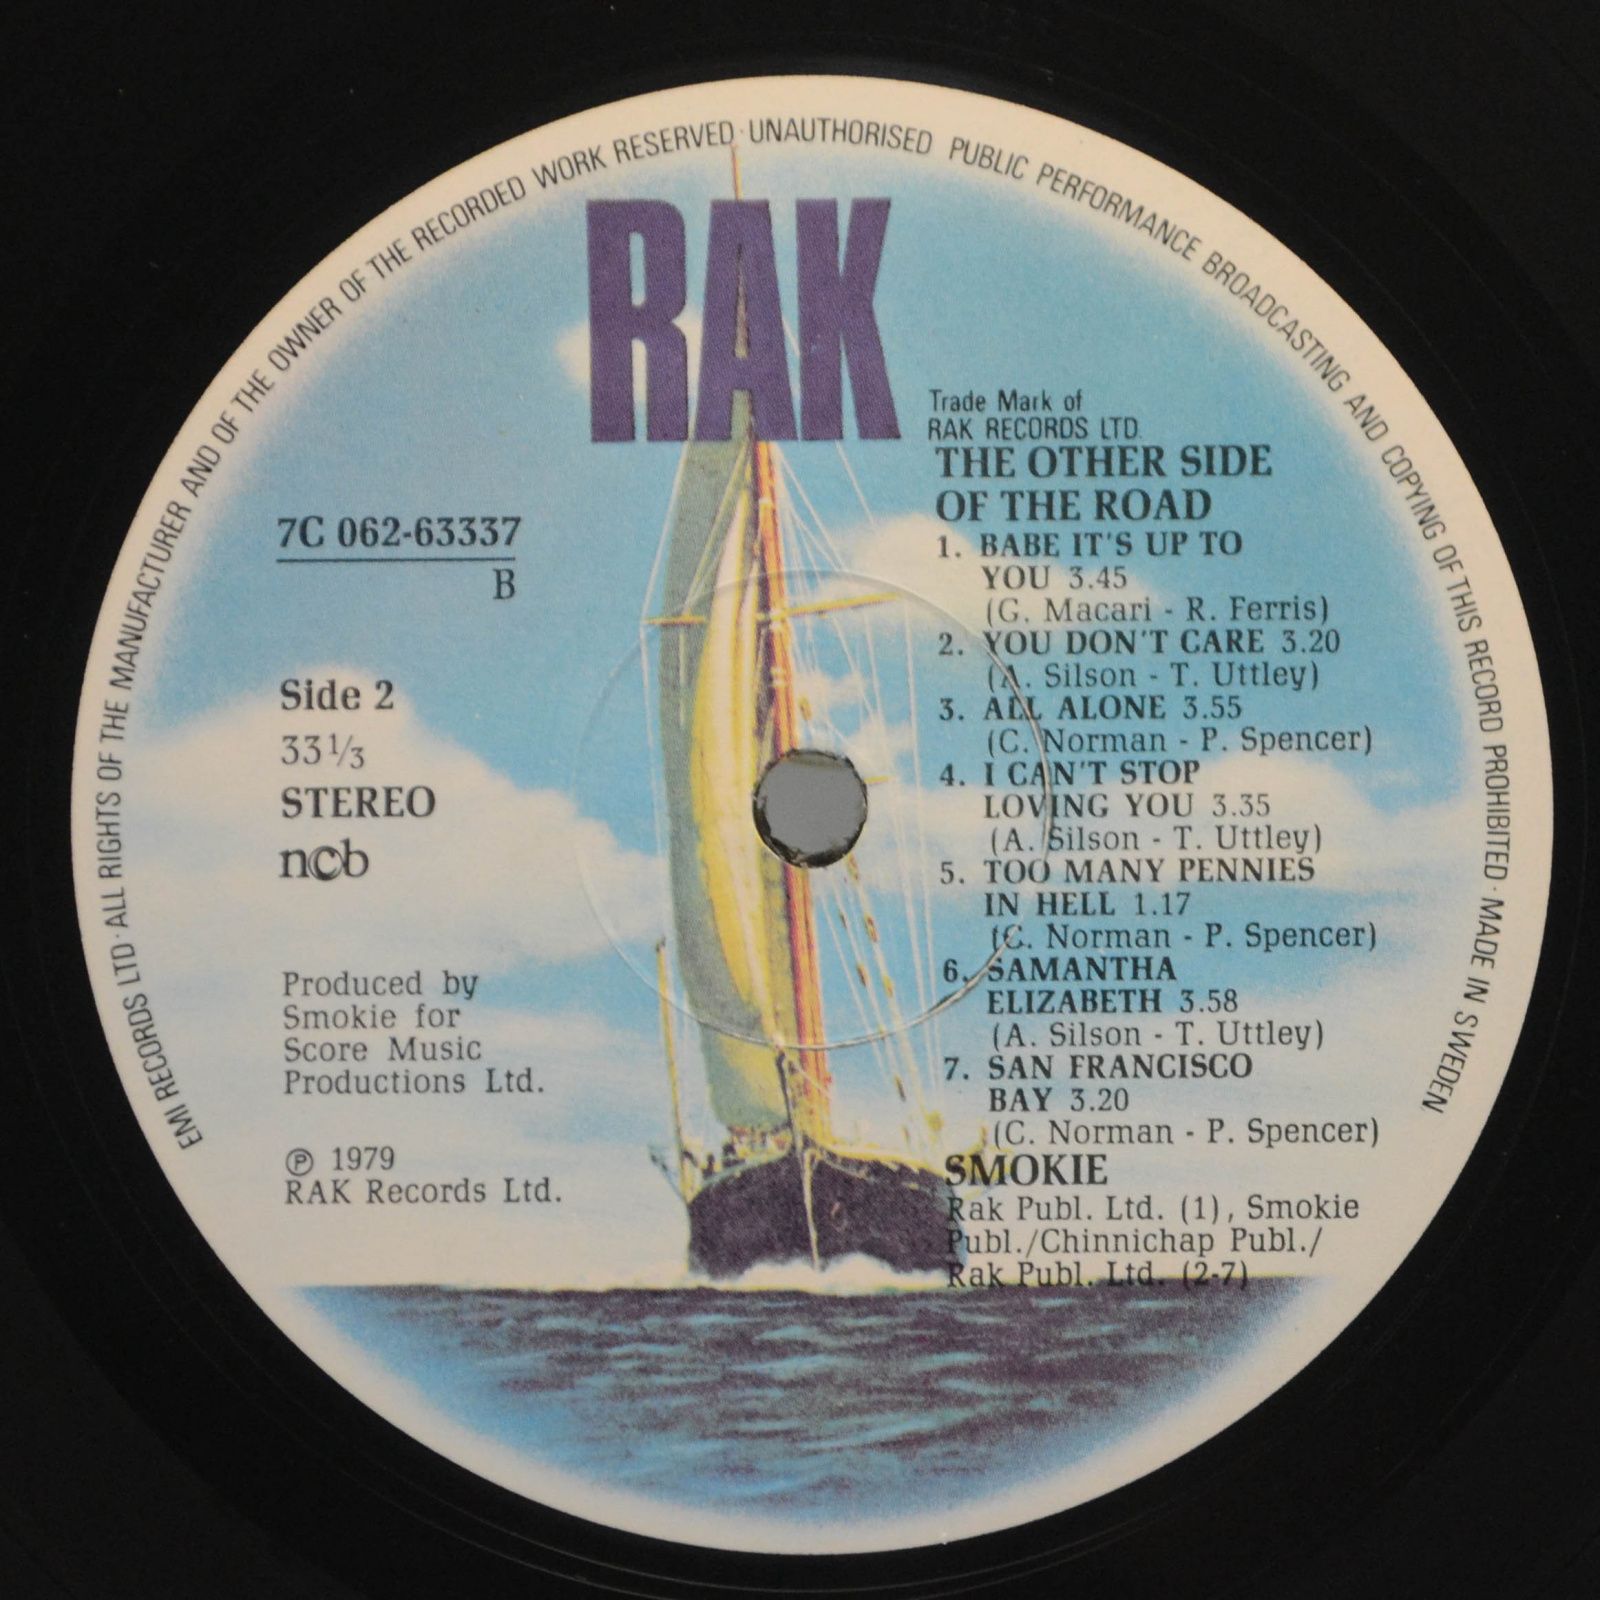 EMI RECORDS LTD·ALL RIGHTS OF THE MANUFACTURER AND OF THE OWNER OF THE RECORDED WORK RESERVED·UNAUTHORISED PUBLIC PERFORMANCE BROADCASTING AND COPYING OF THIS RECORD PROHIBITED·MADE IN SWEDEN
RAK
Trade Mark of
RAK RECORDS LTD.
7C 062-63337
B
Side 2
33 1/3
STEREO
ncb
Produced by
Smokie for
Score Music
Productions Ltd.
℗ 1979
RAK Records Ltd.
THE OTHER SIDE
OF THE ROAD
1. BABE IT'S UP TO
YOU 3.45
(G. Macari - R. Ferris)
2. YOU DON'T CARE 3.20
(A. Silson - T. Uttley)
3. ALL ALONE 3.55
(C. Norman - P. Spencer)
4. I CAN'T STOP
LOVING YOU 3.35
(A. Silson - T. Uttley)
5. TOO MANY PENNIES
IN HELL 1.17
(C. Norman - P. Spencer)
6. SAMANTHA
ELIZABETH 3.58
(A. Silson - T. Uttley)
7. SAN FRANCISCO
BAY 3.20
(C. Norman - P. Spencer)
SMOKIE
Rak Publ. Ltd. (1), Smokie
Publ./Chinnichap Publ./
Rak Publ. Ltd. (2-7)